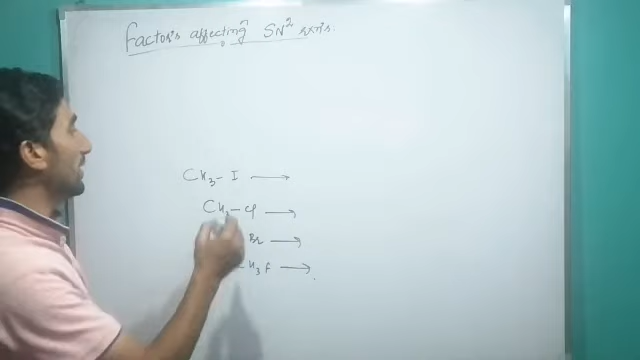 Factors affecting SN² rxn's.
CH₃- I ⟶
CH₃- Cl ⟶
Br ⟶
H₃F ⟶